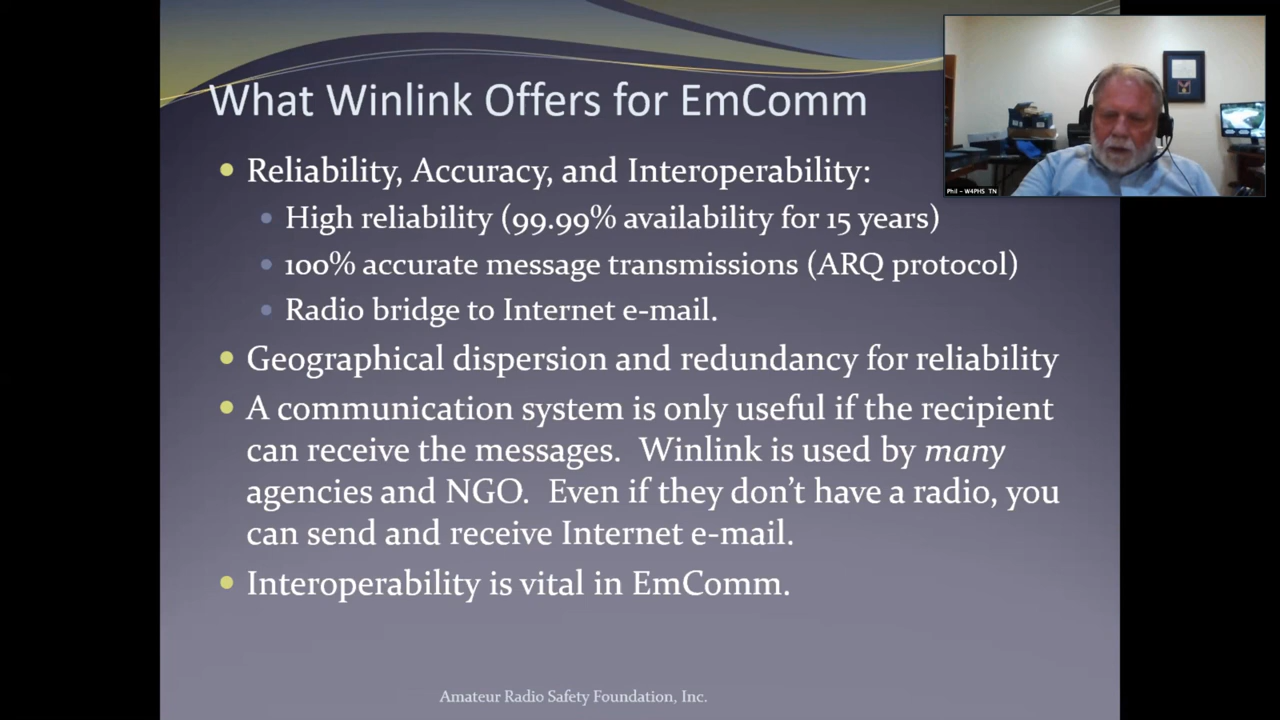 What Winlink Offers for EmComm
Reliability, Accuracy, and Interoperability:
High reliability (99.99% availability for 15 years)
100% accurate message transmissions (ARQ protocol)
Radio bridge to Internet e-mail.
Geographical dispersion and redundancy for reliability
A communication system is only useful if the recipient
can receive the messages.  Winlink is used by many
agencies and NGO.  Even if they don't have a radio, you
can send and receive Internet e-mail.
Interoperability is vital in EmComm.
Amateur Radio Safety Foundation, Inc.
Phil - W4PHS TN